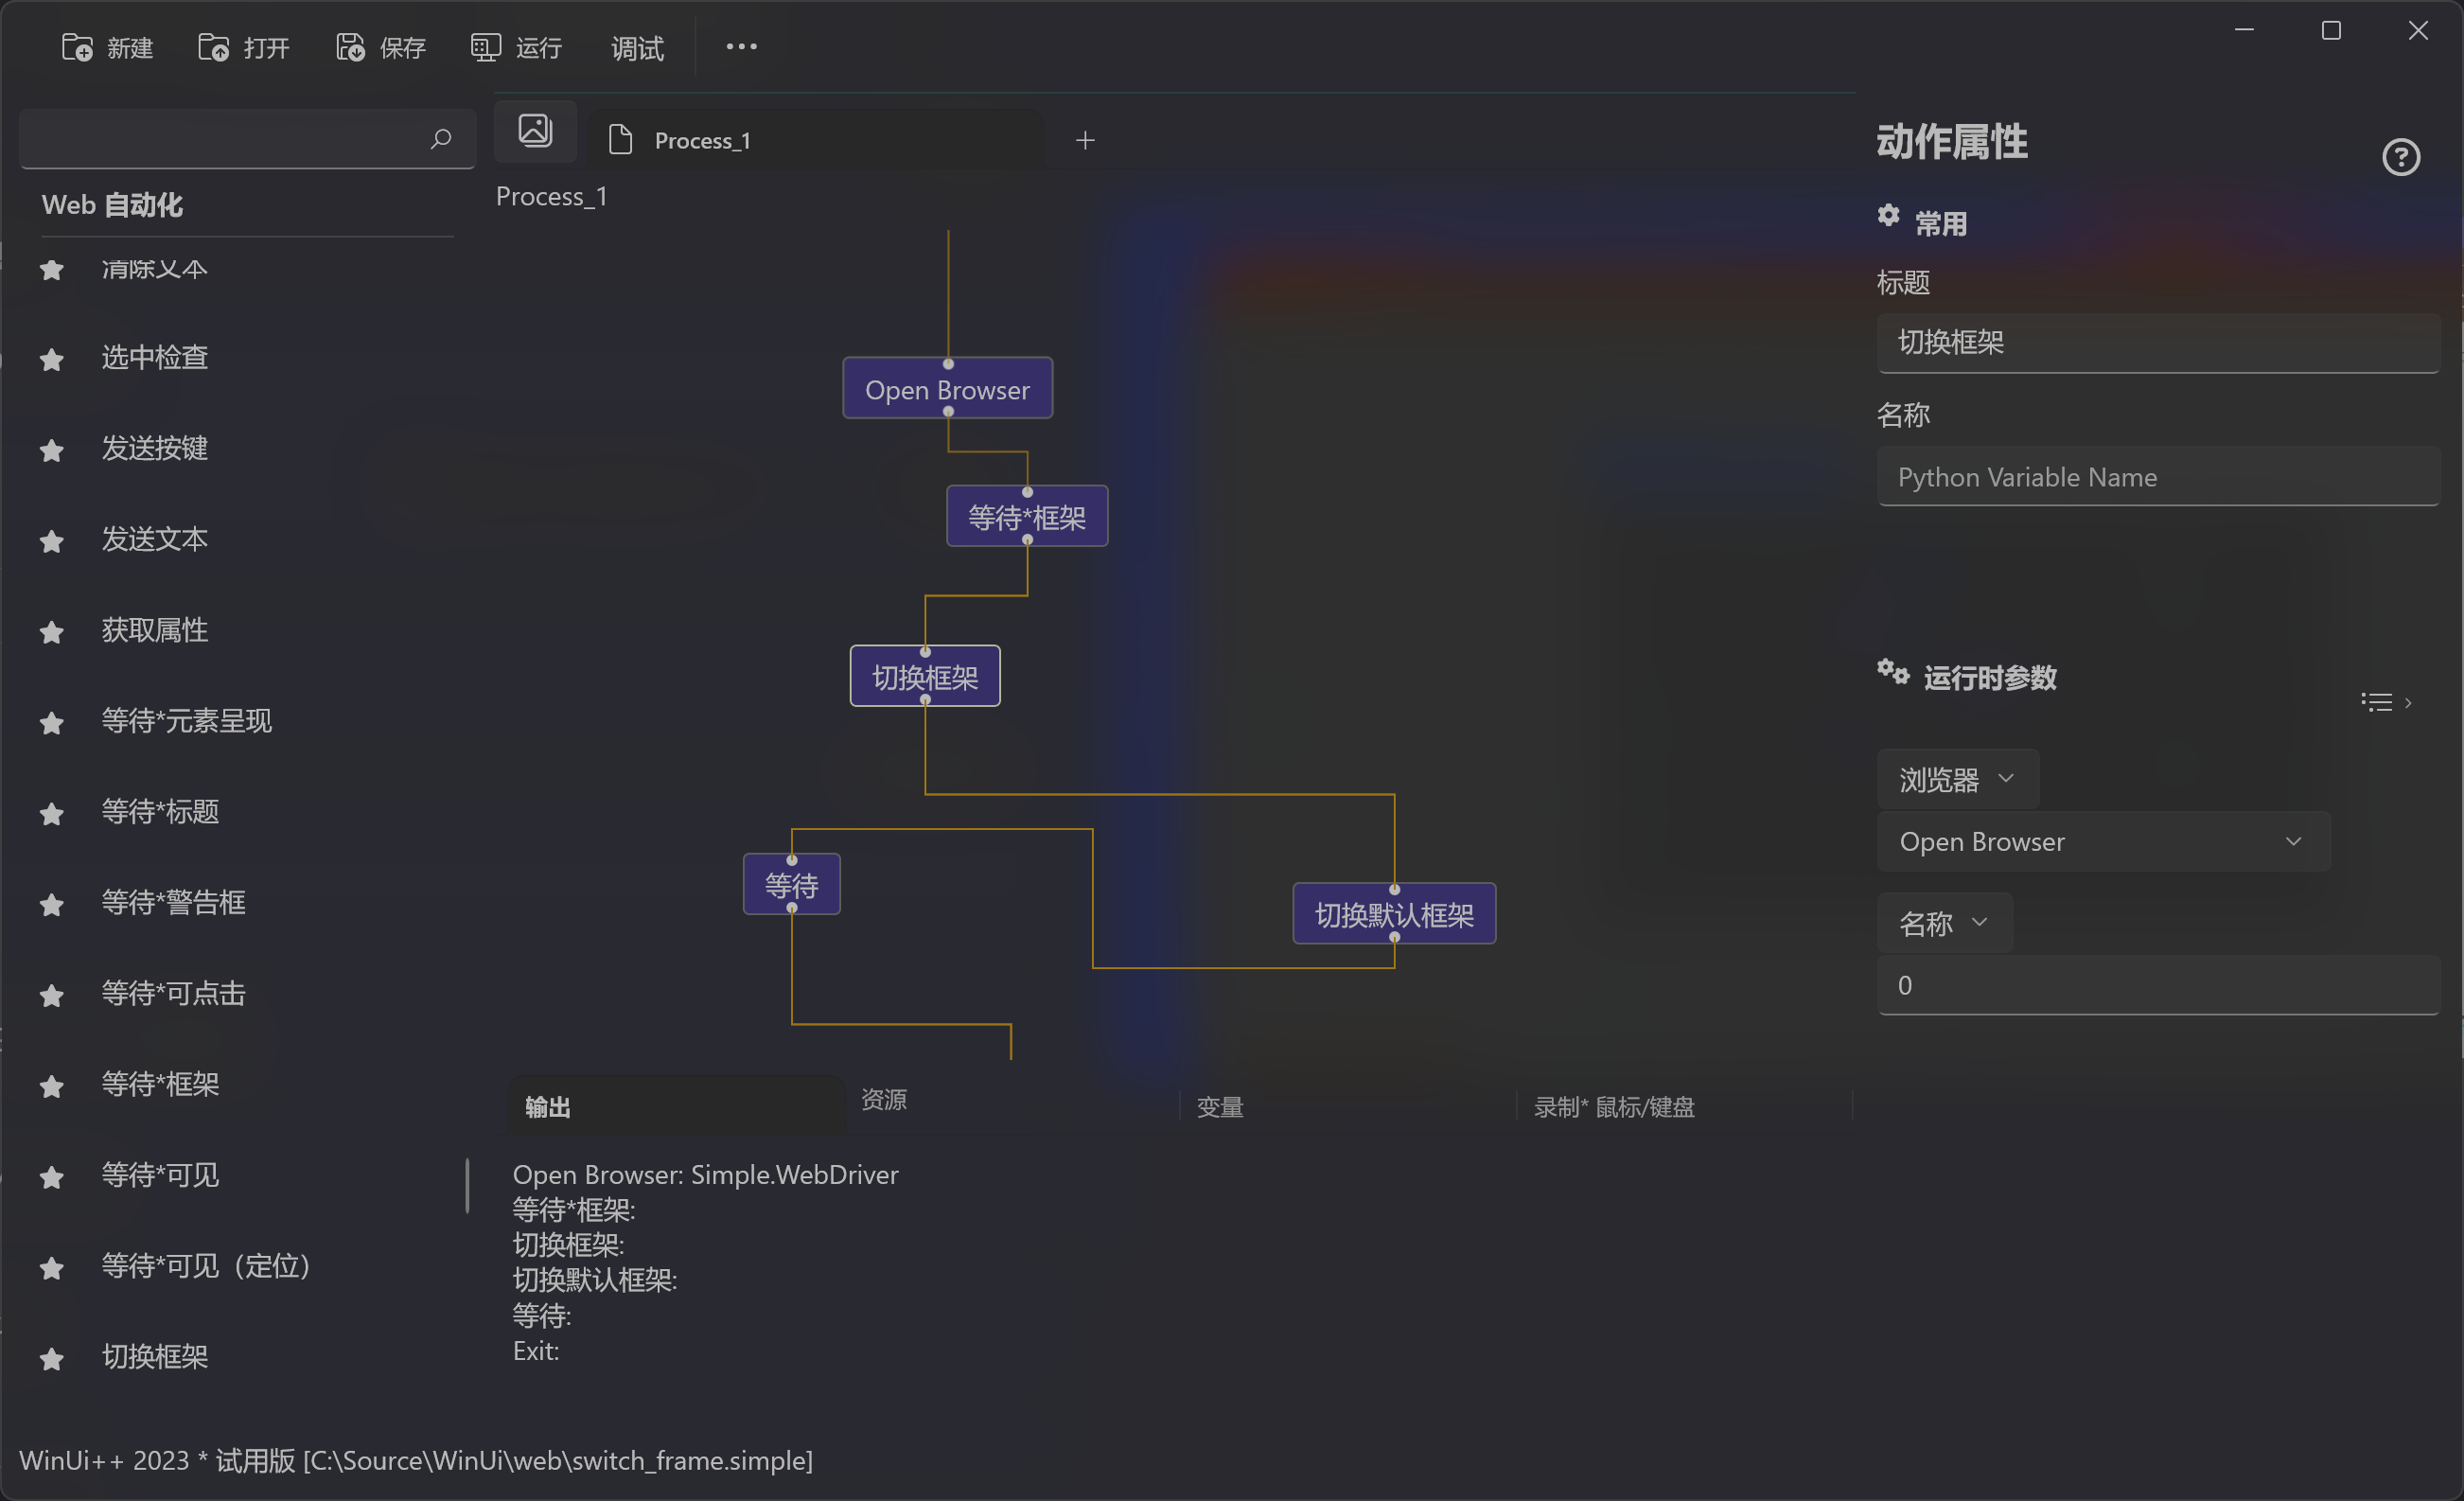 新建 打开 保存 运行 调试
Process_1
Web 自动化
清除文本
选中检查
发送按键
发送文本
获取属性
等待*元素呈现
等待*标题
等待*警告框
等待*可点击
等待*框架
等待*可见
等待*可见（定位）
切换框架
Process_1
Open Browser
等待*框架
切换框架
等待
切换默认框架
输出 资源 变量 录制* 鼠标/键盘
Open Browser: Simple.WebDriver
等待*框架:
切换框架:
切换默认框架:
等待:
Exit:
动作属性
常用
标题
切换框架
名称
Python Variable Name
运行时参数
浏览器
Open Browser
名称
0
WinUi++ 2023 * 试用版 [C:\Source\WinUi\web\switch_frame.simple]